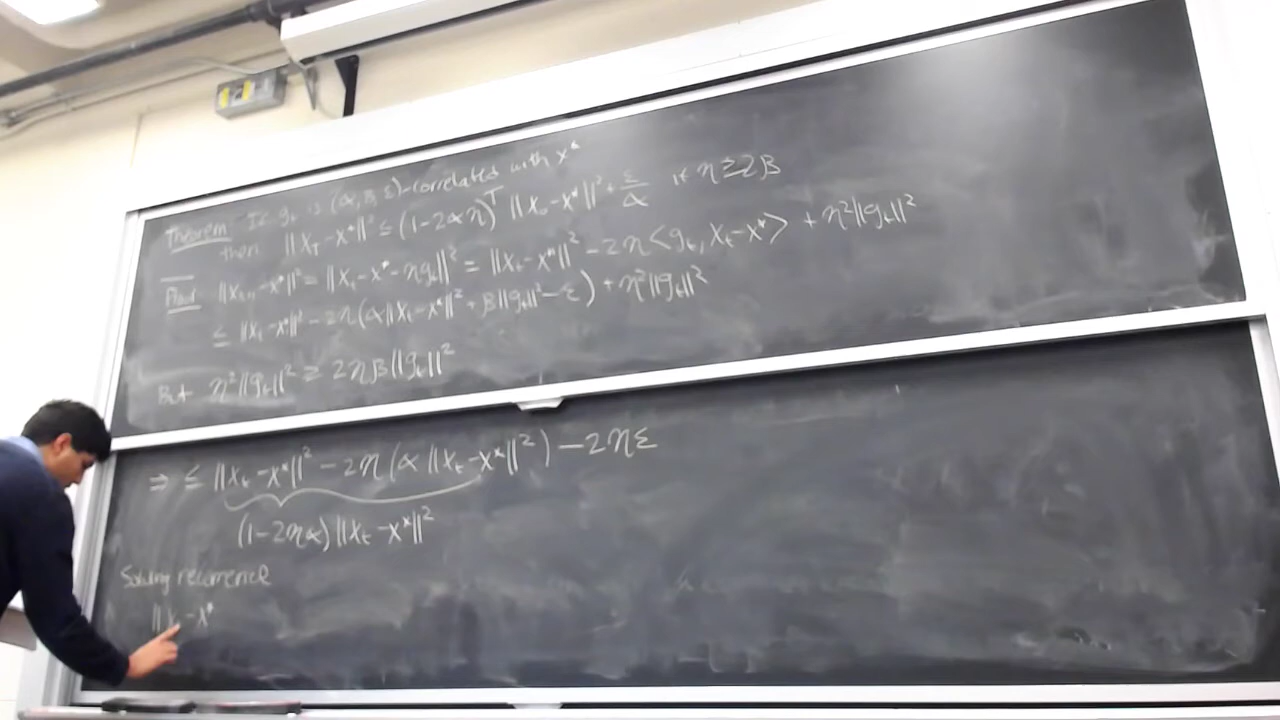 Theorem: If g_t is (α, β, ε)-correlated with x*
then ||x_T - x*||² ≤ (1-2αη)^T ||x_0 - x*||² + ε/α if η ≥ 2β
Proof ||x_{t+1} - x*||² = ||x_t - x* - ηg_t||² = ||x_t - x*||² - 2η<g_t, x_t - x*> + η²||g_t||²
≤ ||x_t - x*||² - 2η(α||x_t - x*||² + β||g_t||² - ε) + η²||g_t||²
But η²||g_t||² ≥ 2ηβ||g_t||²
⇒ ≤ ||x_t - x*||² - 2η(α||x_t - x*||²) - 2ηε
(1-2ηα)||x_t - x*||²
Solving recurrence
||x - x*